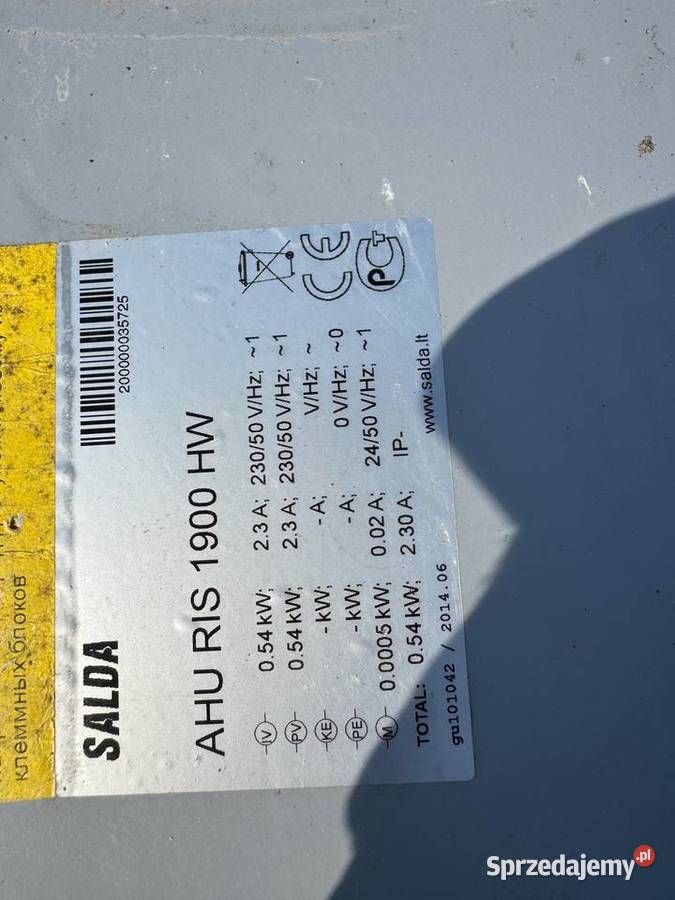 клеммных блоков
SALDA
200000035725
AHU RIS 1900 HW
IV 0.54 kW; 2.3 A; 230/50 V/Hz; ~1
PV 0.54 kW; 2.3 A; 230/50 V/Hz; ~1
KE -kW; - A; V/Hz; ~
PE -kW; - A; 0 V/Hz; ~0
M 0.0005 kW; 0.02 A; 24/50 V/Hz; ~1
TOTAL: 0.54 kW; 2.30 A; IP-
gu101042 / 2014.06
www.salda.lt
CE
PCT
Sprzedajemy.pl